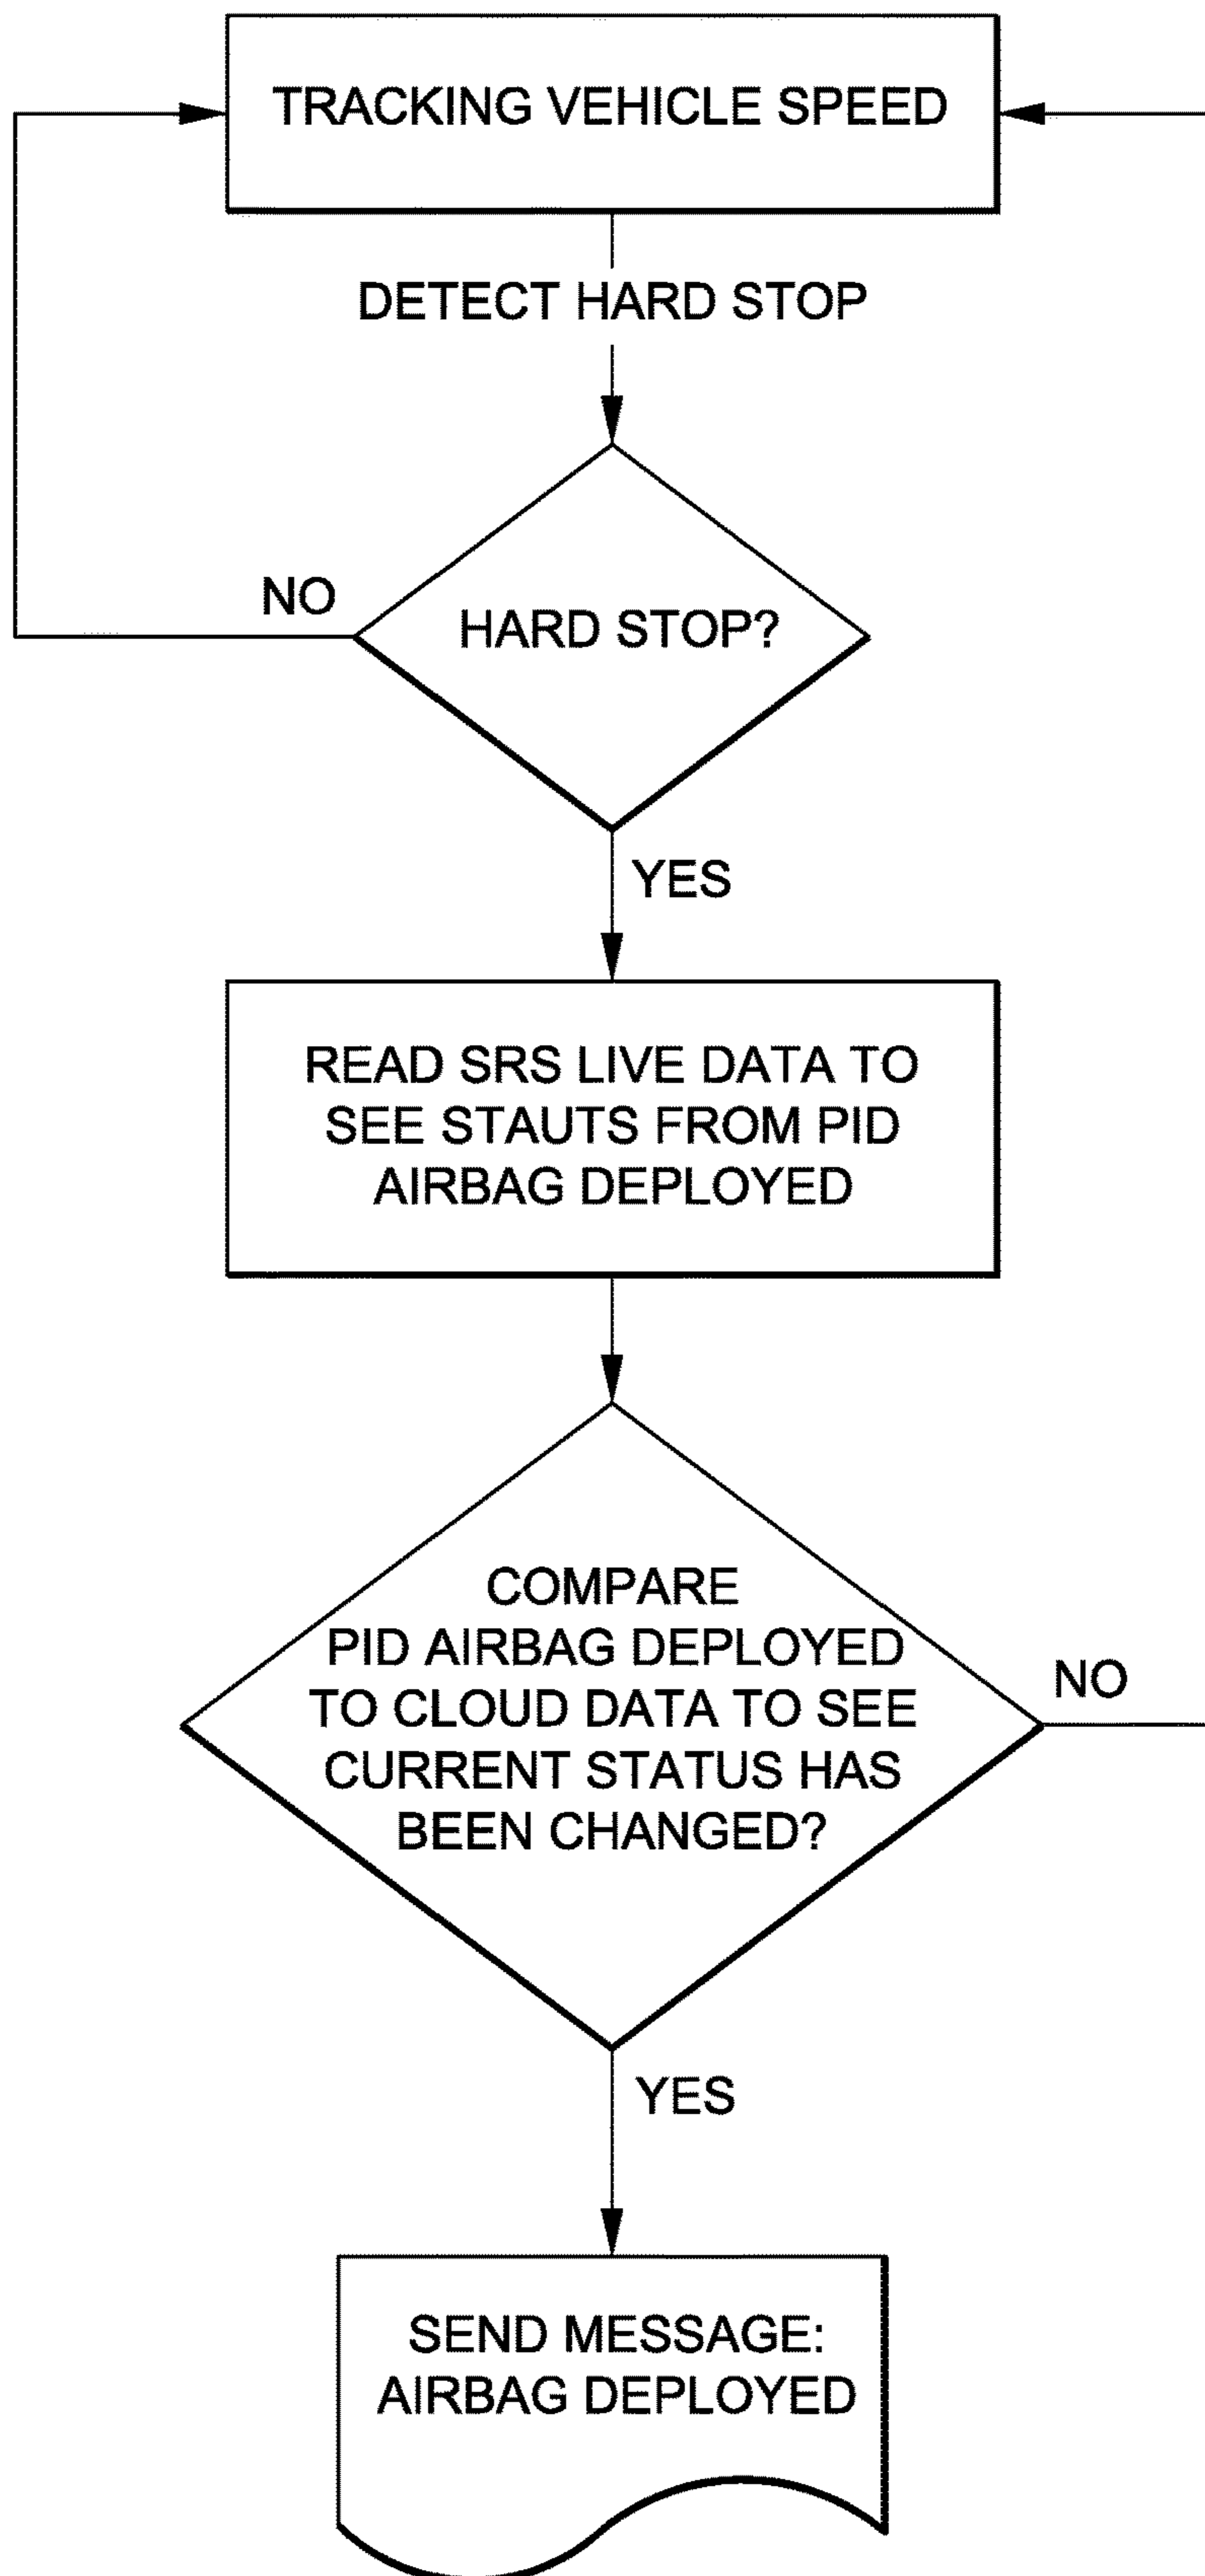 TRACKING VEHICLE SPEED
DETECT HARD STOP
NO
HARD STOP?
YES
READ SRS LIVE DATA TO
SEE STAUTS FROM PID
AIRBAG DEPLOYED
COMPARE
PID AIRBAG DEPLOYED
TO CLOUD DATA TO SEE
CURRENT STATUS HAS
BEEN CHANGED?
NO
YES
SEND MESSAGE:
AIRBAG DEPLOYED